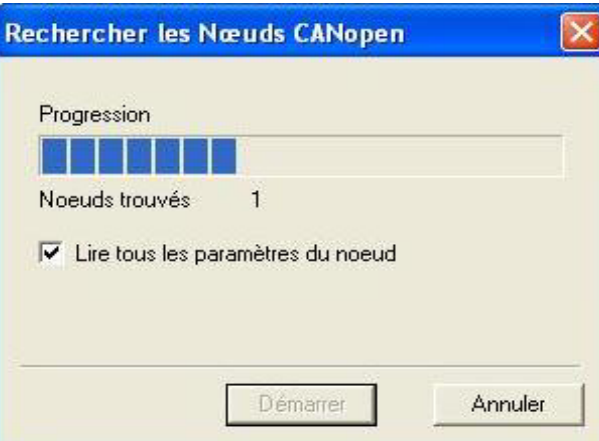 Rechercher les Nœuds CANopen
Progression
Noeuds trouvés 1
Lire tous les paramètres du noeud
Démarrer Annuler